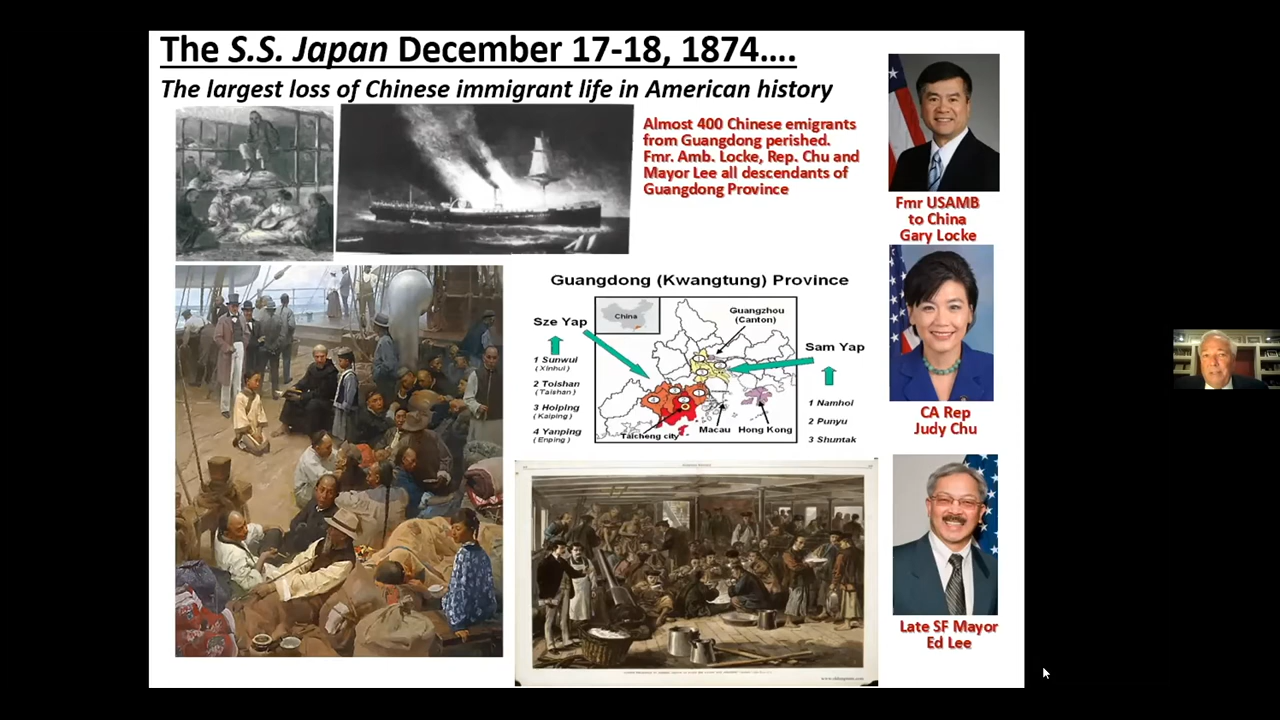 The S.S. Japan December 17-18, 1874....
The largest loss of Chinese immigrant life in American history
Almost 400 Chinese emigrants
from Guangdong perished.
Fmr. Amb. Locke, Rep. Chu and
Mayor Lee all descendants of
Guangdong Province
Fmr USAMB
to China
Gary Locke
Guangdong (Kwangtung) Province
China
Guangzhou
(Canton)
Sze Yap
Sam Yap
1 Sunwui
(Xinhui)
2 Toishan
(Taishan)
3 Hoiping
(Kaiping)
4 Yanping
(Enping)
1 Namhoi
2 Punyu
3 Shuntak
Taicheng city
Macau
Hong Kong
CA Rep
Judy Chu
Late SF Mayor
Ed Lee